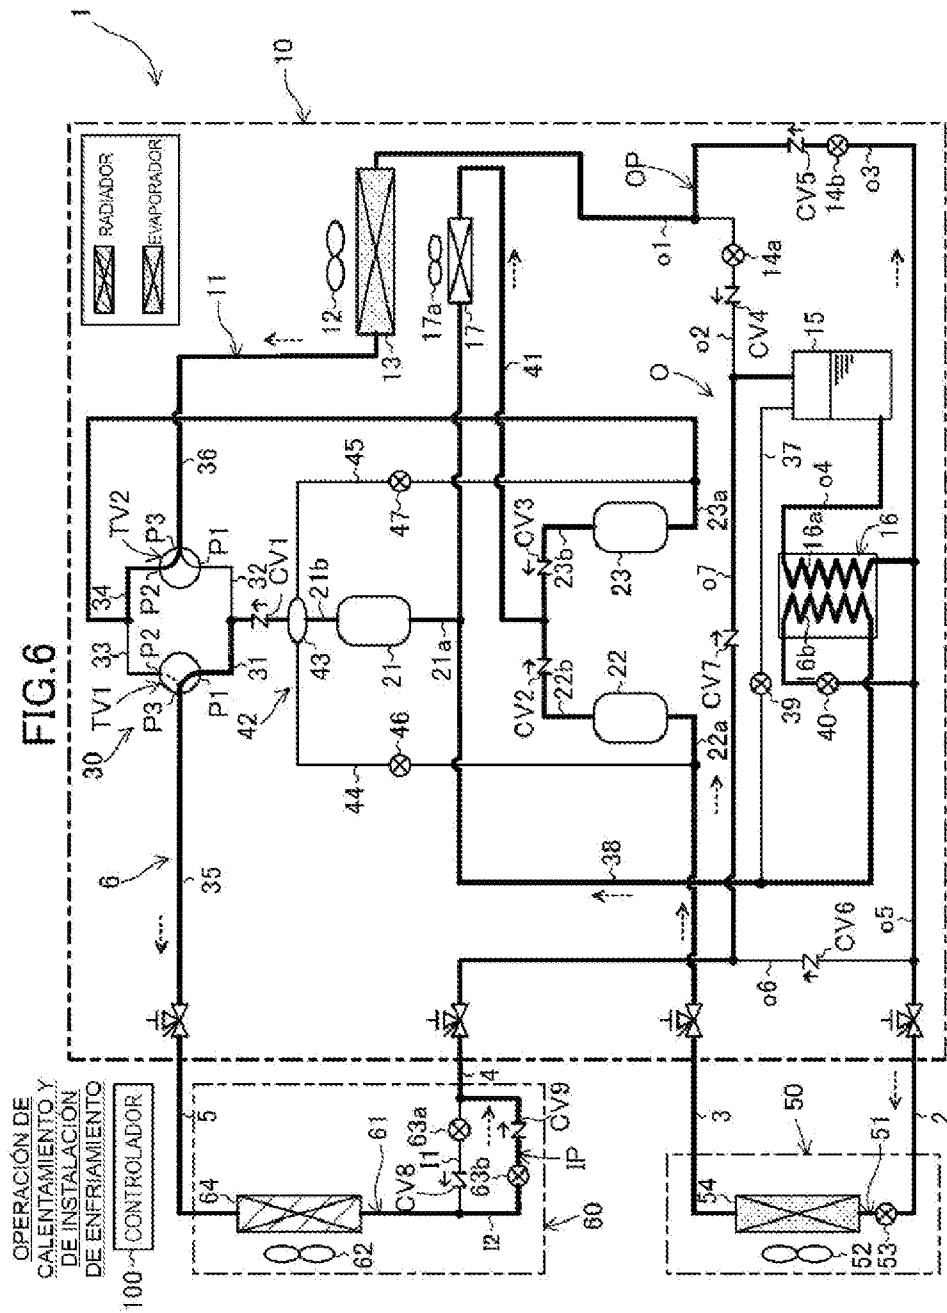 FIG.6
OPERACIÓN DE
CALENTAMIENTO Y
DE INSTALACIÓN
DE ENFRIAMIENTO
100
CONTROLADOR
RADIADOR
EVAPORADOR
1
10
11
12
13
17a
17
41
OP
o1
CV5
14b
o3
14a
CV4
o2
15
O
37
o4
16a
16
16b
39
40
o7
CV7
36
TV2
P3
P2
P1
34
33
32
CV1
31
TV1
P3
P2
P1
30
42
43
21b
21
21a
45
47
CV3
23b
23
23a
CV2
22b
22
22a
44
46
38
6
35
o6
CV6
o5
5
4
3
2
64
62
61
CV8
I1
63a
63b
CV9
IP
I2
60
50
54
52
53
51